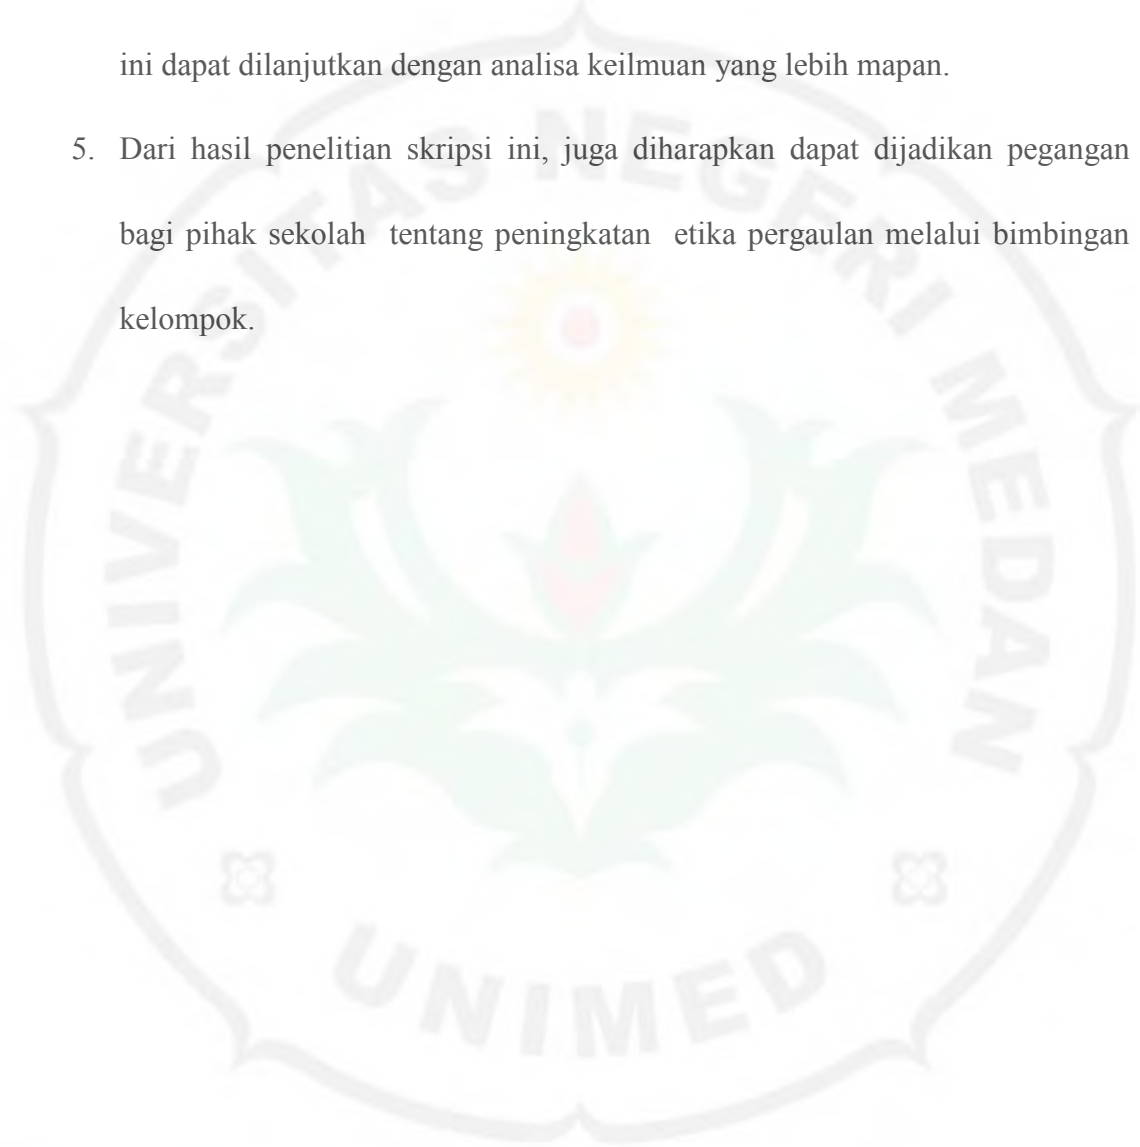 ini dapat dilanjutkan dengan analisa keilmuan yang lebih mapan.
5. Dari hasil penelitian skripsi ini, juga diharapkan dapat dijadikan pegangan
bagi pihak sekolah tentang peningkatan etika pergaulan melalui bimbingan
kelompok.
UNIVERSITAS NEGERI MEDAN
UNIMED